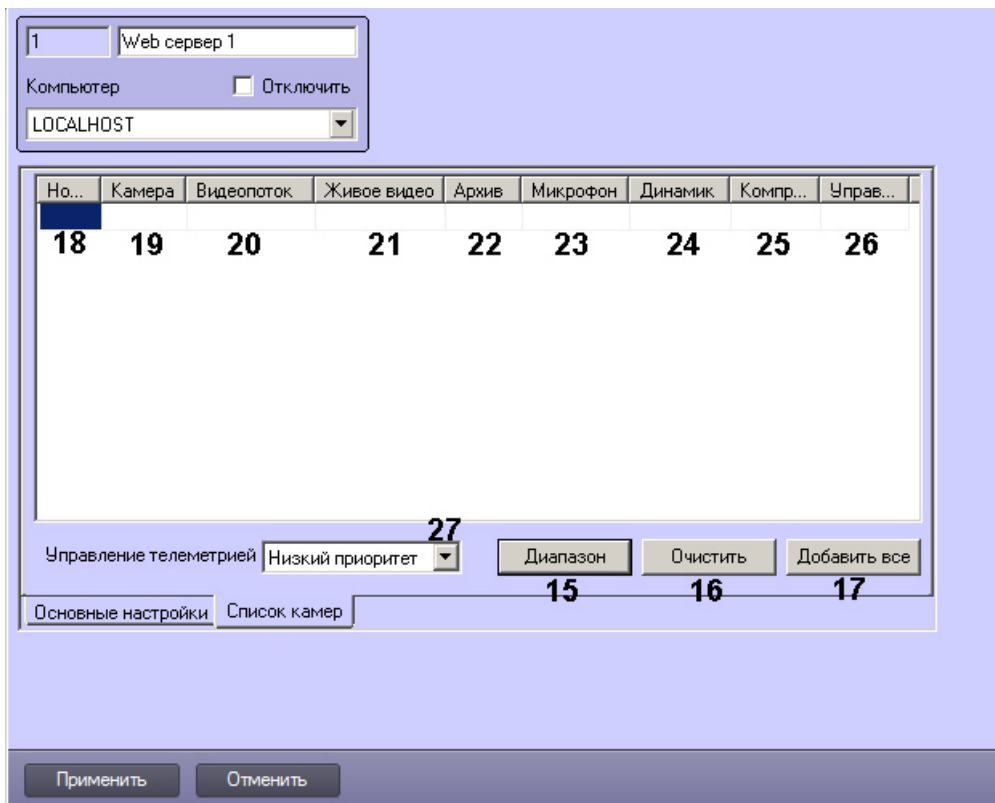 1 Web сервер 1
Компьютер Отключить
LOCALHOST
Но... Камера Видеопоток Живое видео Архив Микрофон Динамик Компр... Управ...
18 19 20 21 22 23 24 25 26
27
Управление телеметрией Низкий приоритет Диапазон Очистить Добавить все
15 16 17
Основные настройки Список камер
Применить Отменить